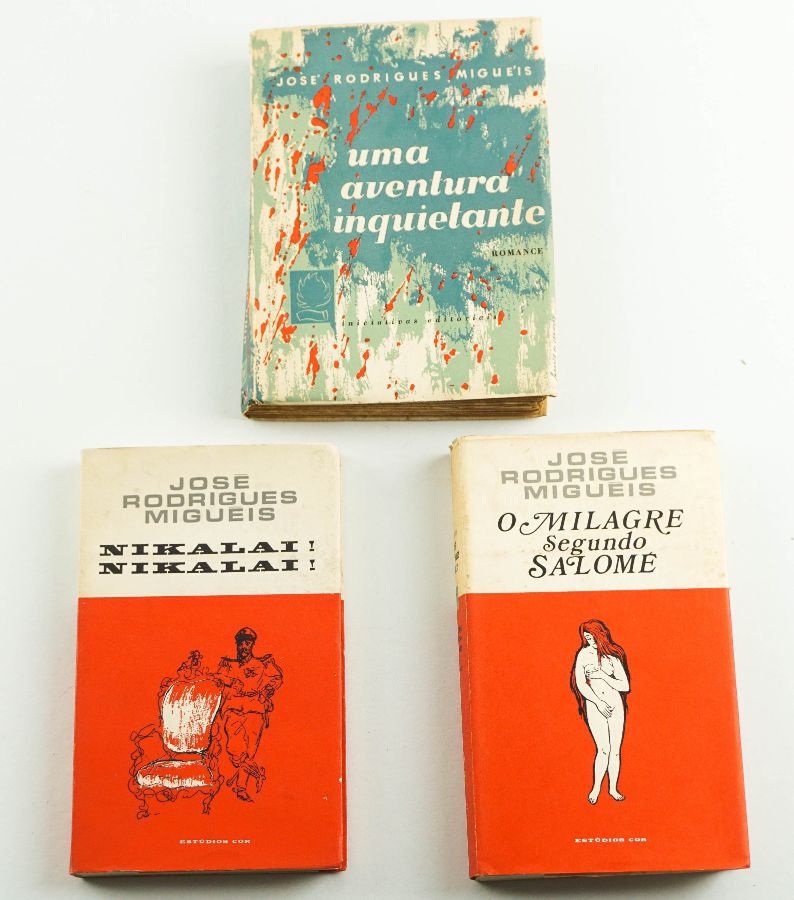 JOSÉ RODRIGUES MIGUÉIS
uma
aventura
inquietante
ROMANCE
iniciativas editoriais
JOSÉ
RODRIGUES
MIGUÉIS
NIKALAI!
NIKALAI!
ESTÚDIOS COR
JOSÉ
RODRIGUES
MIGUÉIS
O MILAGRE
Segundo
SALOMÉ
ESTÚDIOS COR